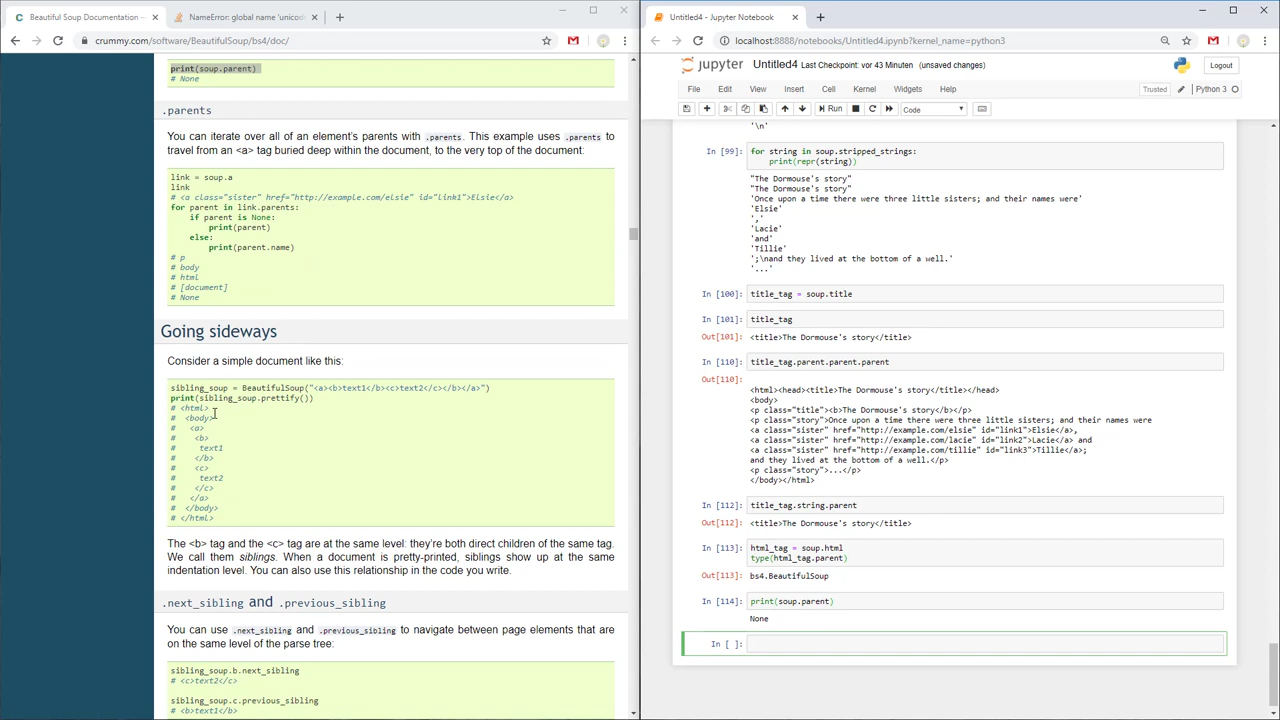 Beautiful Soup Documentation —
NameError: global name 'unicod
crummy.com/software/BeautifulSoup/bs4/doc/
print(soup.parent)
# None
.parents
You can iterate over all of an element's parents with .parents. This example uses .parents to
travel from an <a> tag buried deep within the document, to the very top of the document:
link = soup.a
link
# <a class="sister" href="http://example.com/elsie" id="link1">Elsie</a>
for parent in link.parents:
    if parent is None:
        print(parent)
    else:
        print(parent.name)
# p
# body
# html
# [document]
# None
Going sideways
Consider a simple document like this:
sibling_soup = BeautifulSoup("<a><b>text1</b><c>text2</c></b></a>")
print(sibling_soup.prettify())
# <html>
#  <body>
#   <a>
#    <b>
#     text1
#    </b>
#    <c>
#     text2
#    </c>
#   </a>
#  </body>
# </html>
The <b> tag and the <c> tag are at the same level: they're both direct children of the same tag.
We call them siblings. When a document is pretty-printed, siblings show up at the same
indentation level. You can also use this relationship in the code you write.
.next_sibling and .previous_sibling
You can use .next_sibling and .previous_sibling to navigate between page elements that are
on the same level of the parse tree:
sibling_soup.b.next_sibling
# <c>text2</c>
sibling_soup.c.previous_sibling
# <b>text1</b>
Untitled4 - Jupyter Notebook
localhost:8888/notebooks/Untitled4.ipynb?kernel_name=python3
jupyter Untitled4 Last Checkpoint: vor 43 Minuten (unsaved changes) Logout
File Edit View Insert Cell Kernel Widgets Help Trusted Python 3
Run Code
'\n'
In [99]: for string in soup.stripped_strings:
    print(repr(string))
"The Dormouse's story"
"The Dormouse's story"
'Once upon a time there were three little sisters; and their names were'
'Elsie'
','
'Lacie'
'and'
'Tillie'
';\nand they lived at the bottom of a well.'
'...'
In [100]: title_tag = soup.title
In [101]: title_tag
Out[101]: <title>The Dormouse's story</title>
In [110]: title_tag.parent.parent.parent
Out[110]:
<html><head><title>The Dormouse's story</title></head>
<body>
<p class="title"><b>The Dormouse's story</b></p>
<p class="story">Once upon a time there were three little sisters; and their names were
<a class="sister" href="http://example.com/elsie" id="link1">Elsie</a>,
<a class="sister" href="http://example.com/lacie" id="link2">Lacie</a> and
<a class="sister" href="http://example.com/tillie" id="link3">Tillie</a>;
and they lived at the bottom of a well.</p>
<p class="story">...</p>
</body></html>
In [112]: title_tag.string.parent
Out[112]: <title>The Dormouse's story</title>
In [113]: html_tag = soup.html
type(html_tag.parent)
Out[113]: bs4.BeautifulSoup
In [114]: print(soup.parent)
None
In [ ]: